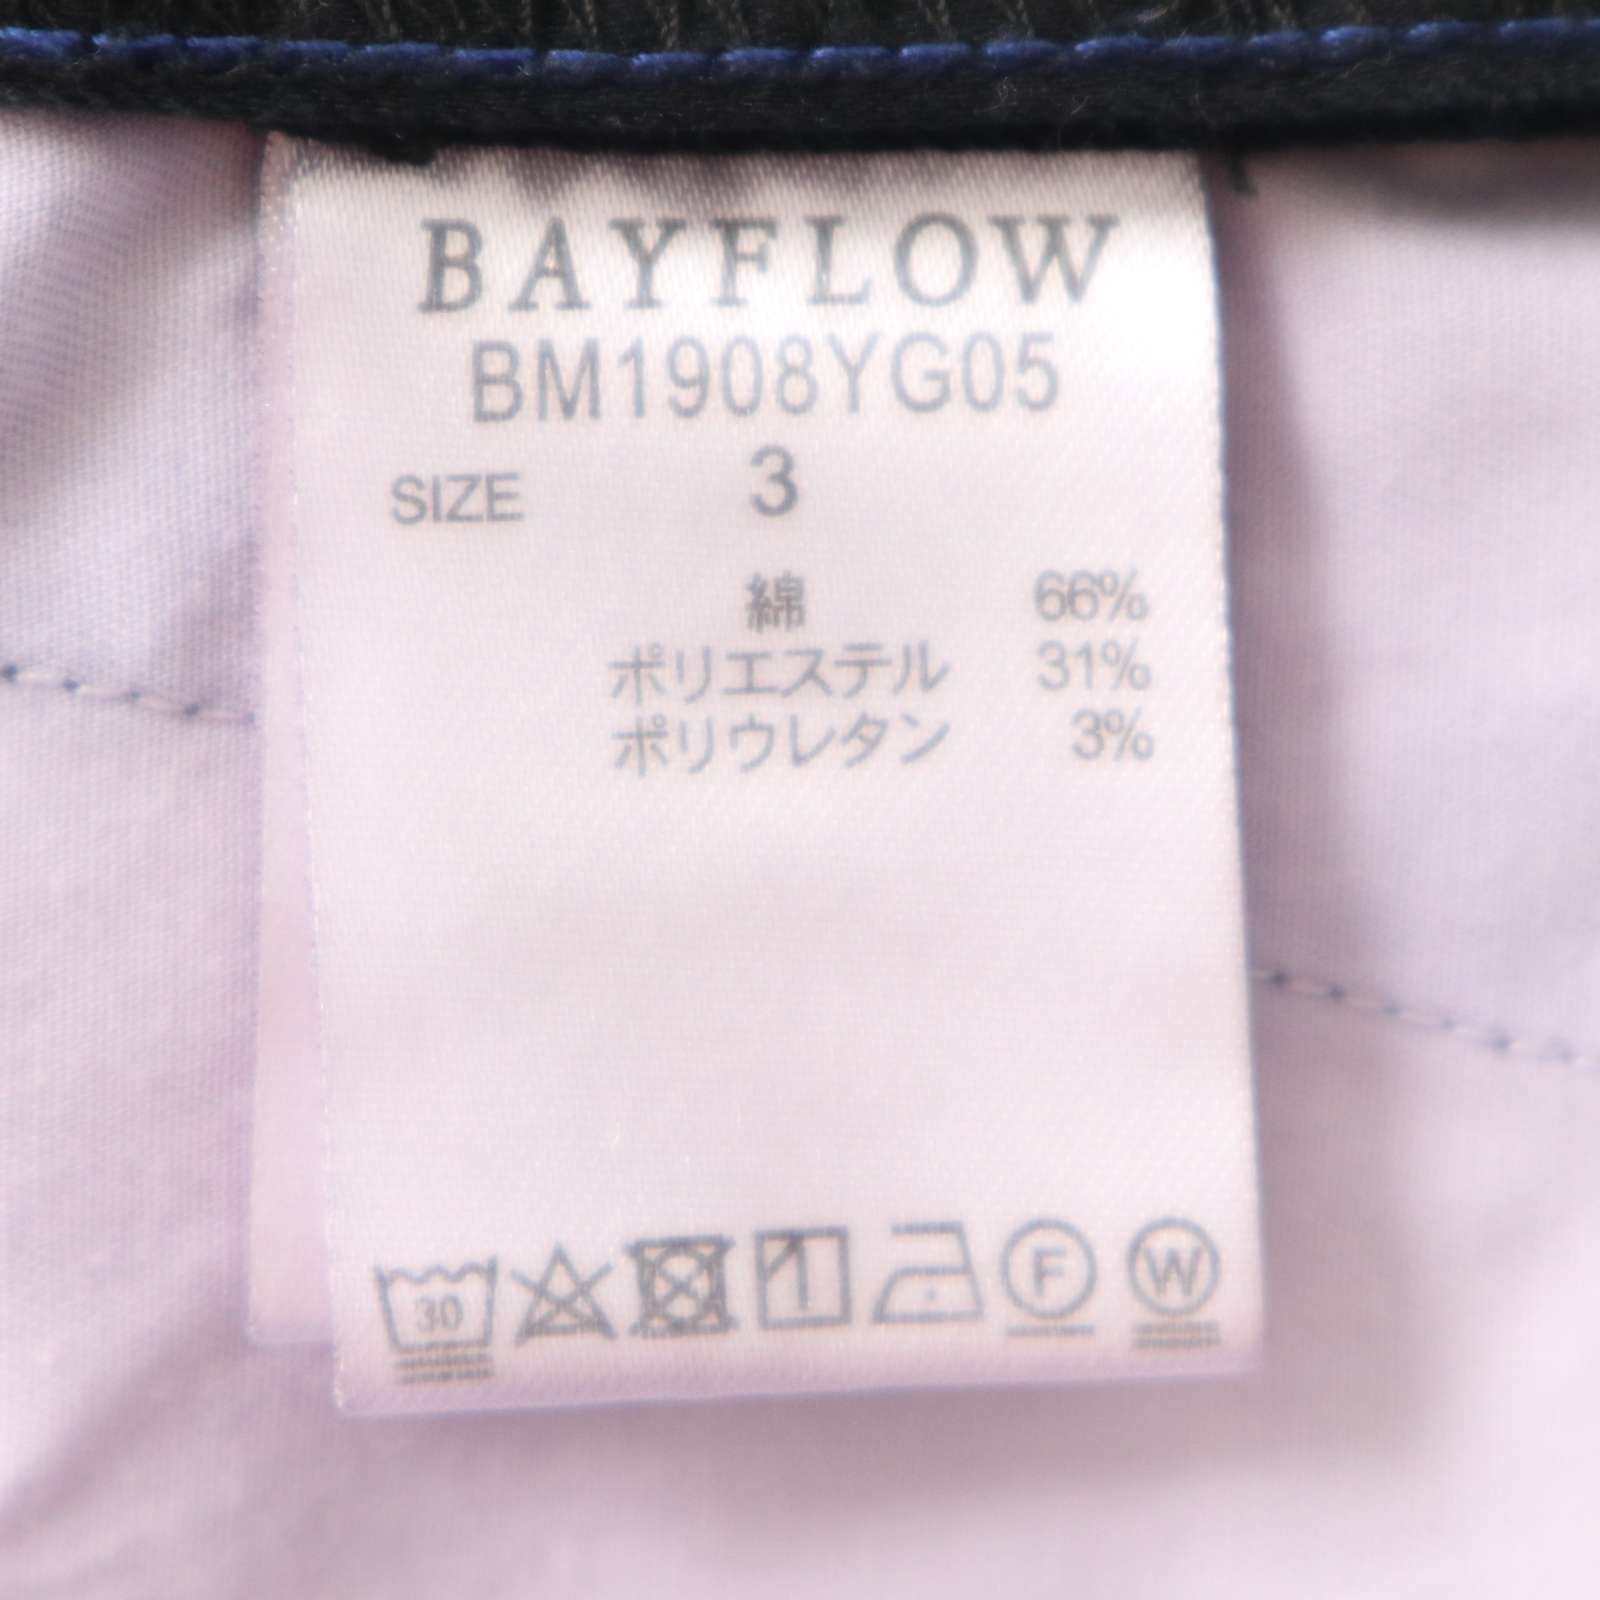 BAYFLOW
BM1908YG05
SIZE 3
綿 66%
ポリエステル 31%
ポリウレタン 3%
30 F W